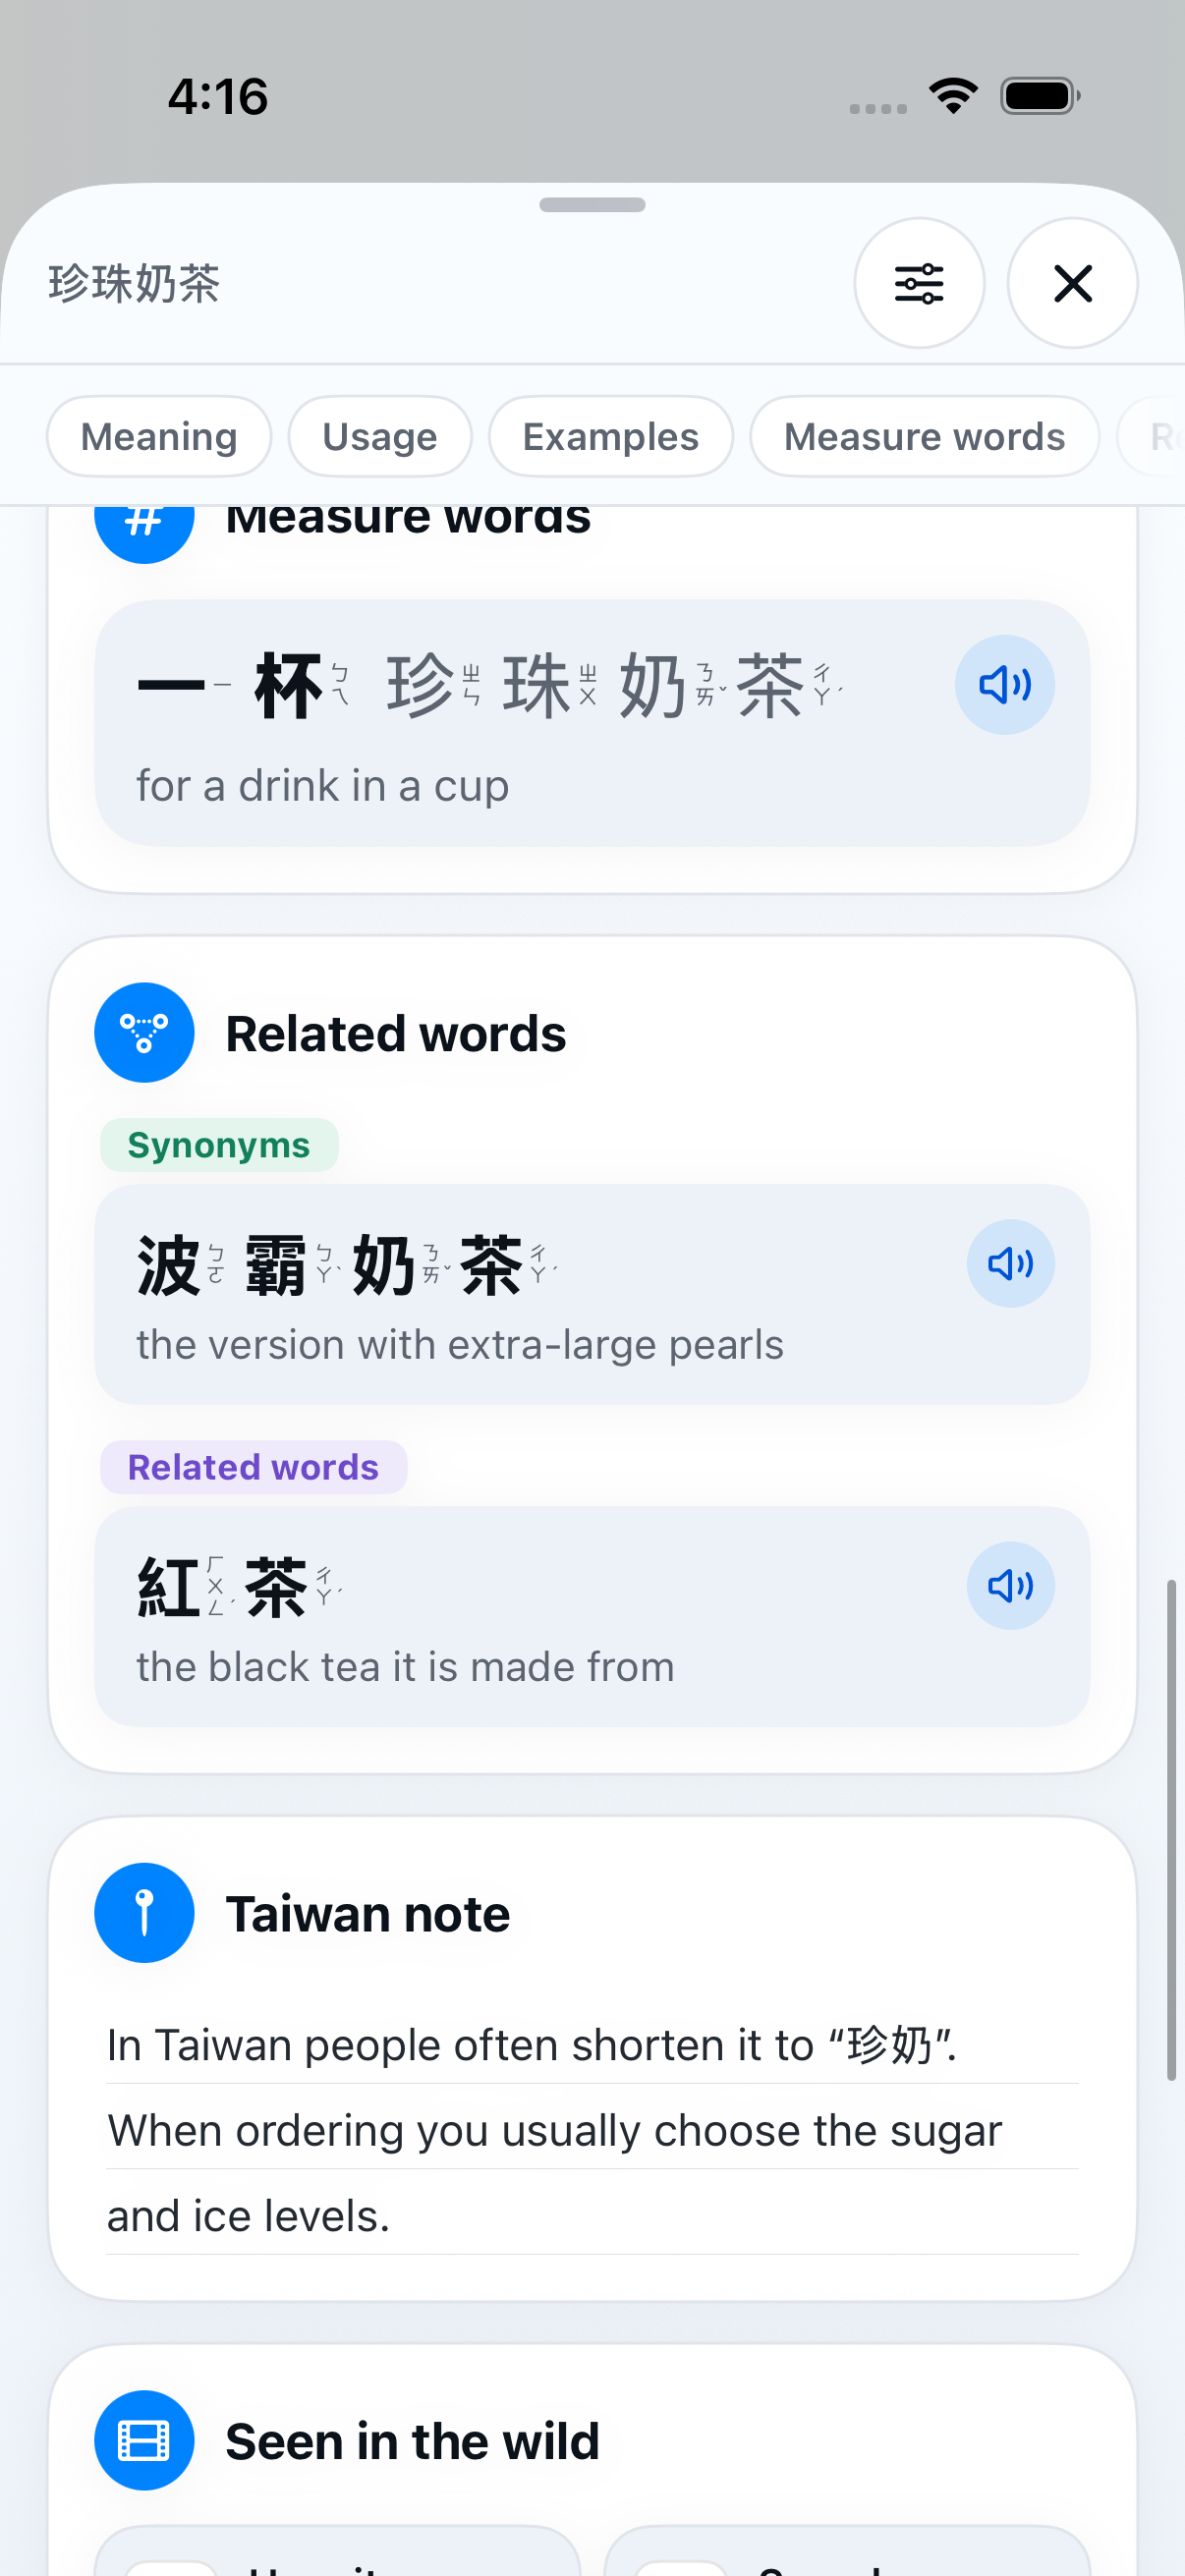 4:16
珍珠奶茶
Meaning
Usage
Examples
Measure words
Measure words
一ㄧ 杯ㄅㄟ 珍ㄓㄣ 珠ㄓㄨ 奶ㄋㄞˇ 茶ㄔㄚˊ
for a drink in a cup
Related words
Synonyms
波ㄅㄛ 霸ㄅㄚˋ 奶ㄋㄞˇ 茶ㄔㄚˊ
the version with extra-large pearls
Related words
紅ㄏㄨㄥˊ 茶ㄔㄚˊ
the black tea it is made from
Taiwan note
In Taiwan people often shorten it to “珍奶”.
When ordering you usually choose the sugar
and ice levels.
Seen in the wild